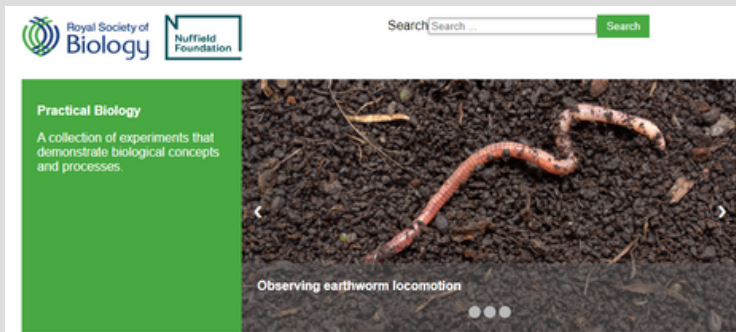 Royal Society of
Biology
Nuffield
Foundation
Search Search ... Search
Practical Biology
A collection of experiments that
demonstrate biological concepts
and processes.
Observing earthworm locomotion